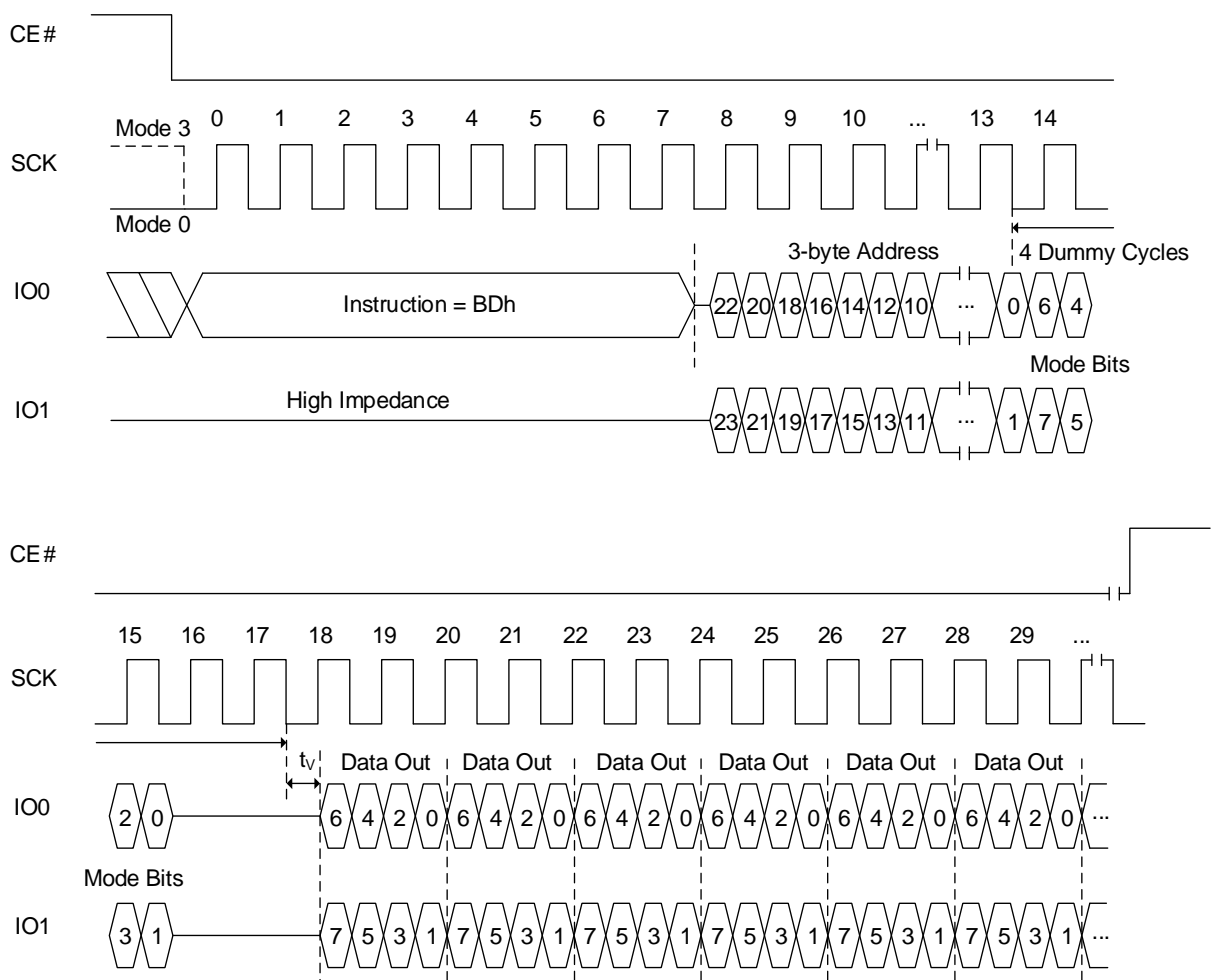 CE#
0 1 2 3 4 5 6 7 8 9 10 ... 13 14
Mode 3
SCK
Mode 0
3-byte Address 4 Dummy Cycles
IO0 Instruction = BDh 22 20 18 16 14 12 10 ... 0 6 4
Mode Bits
IO1 High Impedance 23 21 19 17 15 13 11 ... 1 7 5
CE#
15 16 17 18 19 20 21 22 23 24 25 26 27 28 29 ...
SCK
tV Data Out Data Out Data Out Data Out Data Out Data Out
IO0 2 0 6 4 2 0 6 4 2 0 6 4 2 0 6 4 2 0 6 4 2 0 6 4 2 0 ...
Mode Bits
IO1 3 1 7 5 3 1 7 5 3 1 7 5 3 1 7 5 3 1 7 5 3 1 7 5 3 1 ...